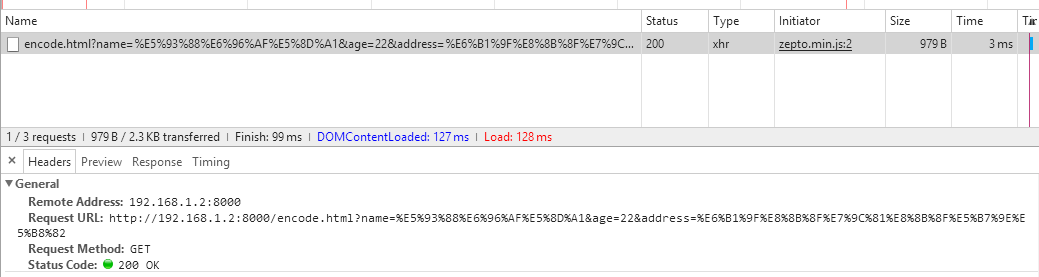 Name Status Type Initiator Size Time
encode.html?name=%E5%93%88%E6%96%AF%E5%8D%A1&age=22&address=%E6%B1%9F%E8%8B%8F%E7%9C... 200 xhr zepto.min.js:2 979 B 3 ms
1 / 3 requests | 979 B / 2.3 KB transferred | Finish: 99 ms | DOMContentLoaded: 127 ms | Load: 128 ms
× Headers Preview Response Timing
▼General
Remote Address: 192.168.1.2:8000
Request URL: http://192.168.1.2:8000/encode.html?name=%E5%93%88%E6%96%AF%E5%8D%A1&age=22&address=%E6%B1%9F%E8%8B%8F%E7%9C%81%E8%8B%8F%E5%B7%9E%E
5%B8%82
Request Method: GET
Status Code: 200 OK